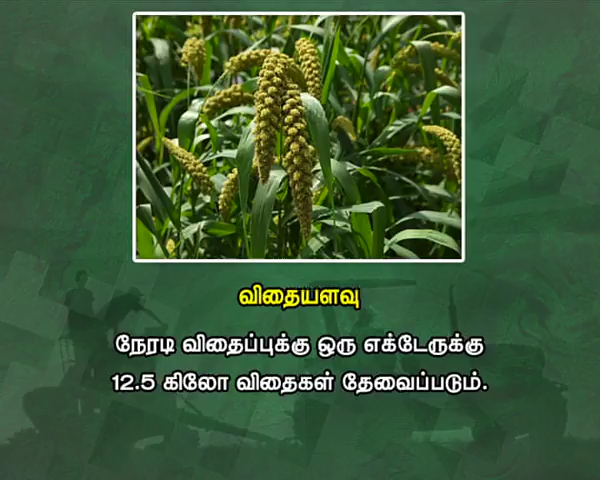 விதையளவு
நேரடி விதைப்புக்கு ஒரு எக்டேருக்கு
12.5 கிலோ விதைகள் தேவைப்படும்.